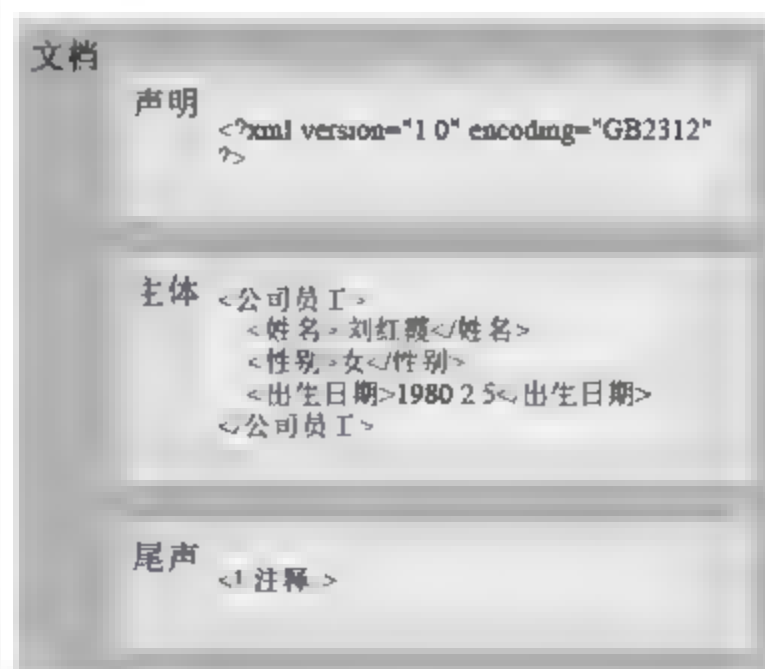 文档
声明
<?xml version="1 0" encoding="GB2312"
?>
主体
<公司员工>
<姓名>刘红霞</姓名>
<性别>女</性别>
<出生日期>1980 2 5</出生日期>
</公司员工>
尾声
<! 注释 >